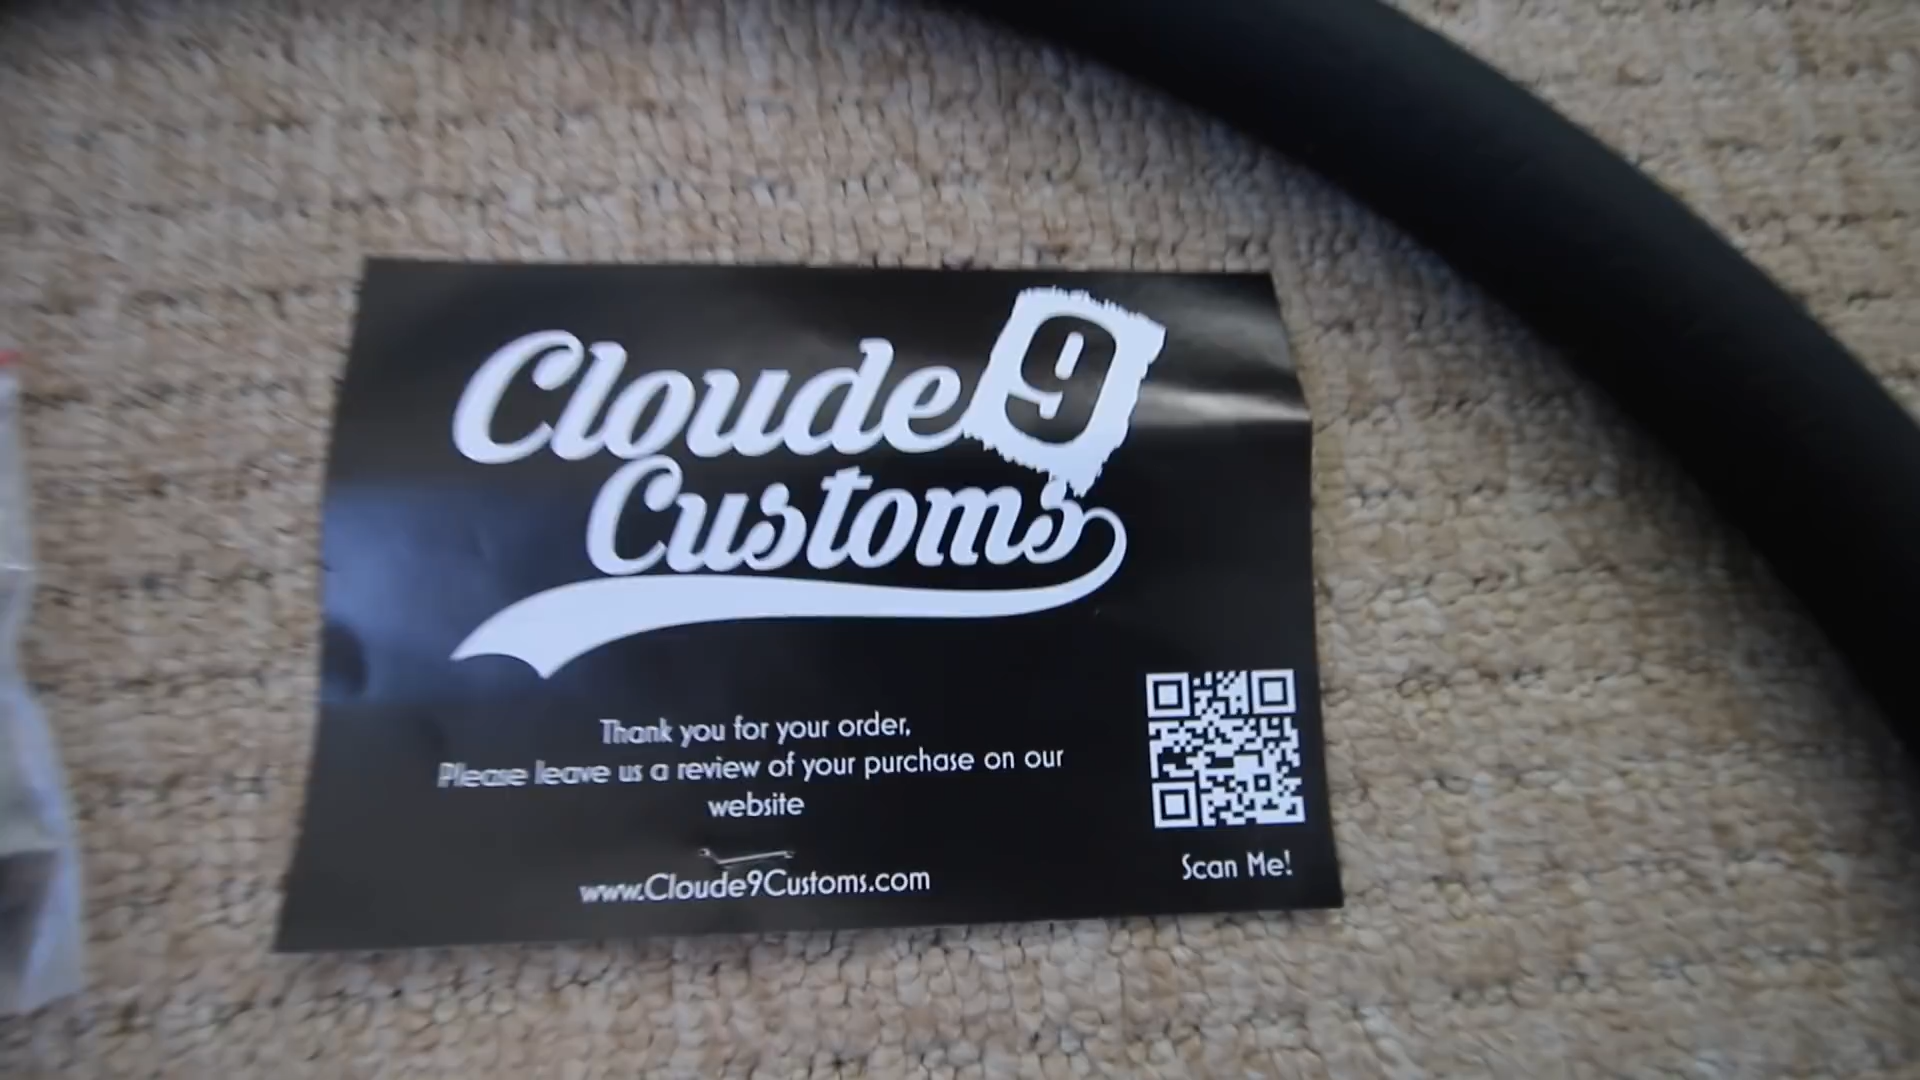 Cloude9
Customs
Thank you for your order,
Please leave us a review of your purchase on our
website
www.Cloude9Customs.com
Scan Me!